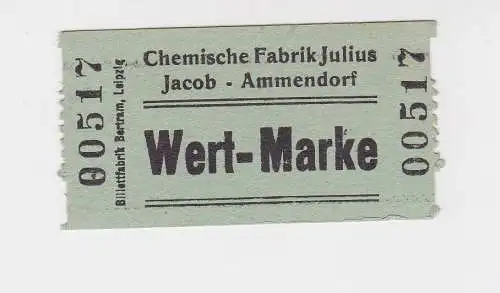 00517
Billettfabrik Bertram, Leipzig
Chemische Fabrik Julius
Jacob - Ammendorf
Wert-Marke
00517